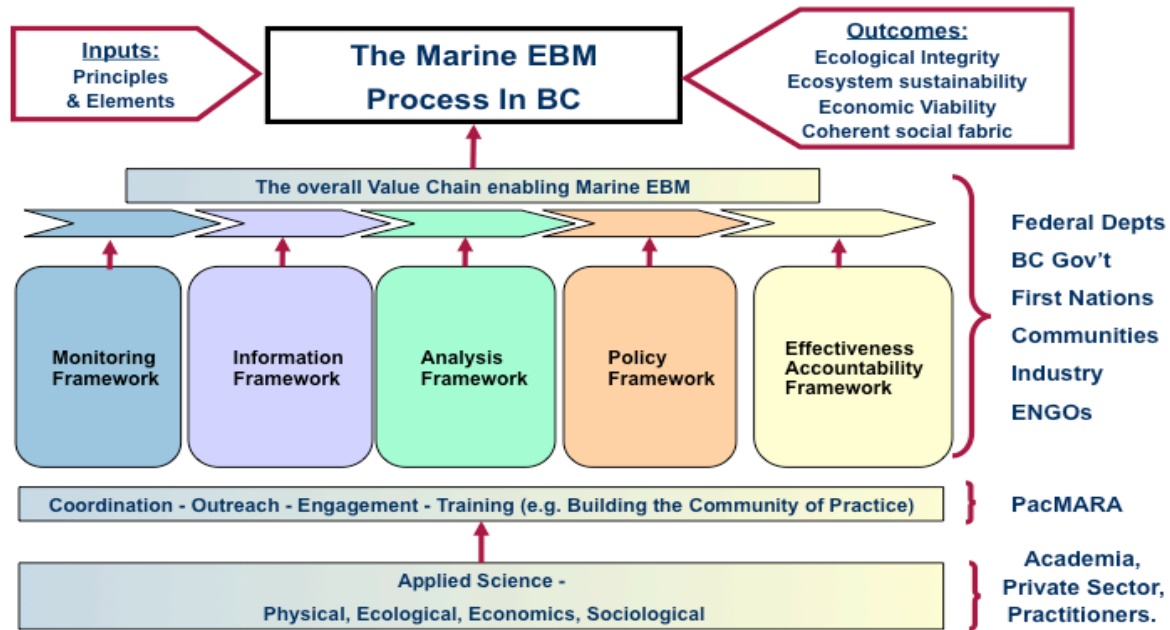 Inputs:
Principles
& Elements
The Marine EBM
Process In BC
Outcomes:
Ecological Integrity
Ecosystem sustainability
Economic Viability
Coherent social fabric
The overall Value Chain enabling Marine EBM
Monitoring
Framework
Information
Framework
Analysis
Framework
Policy
Framework
Effectiveness
Accountability
Framework
Federal Depts
BC Gov't
First Nations
Communities
Industry
ENGOs
Coordination - Outreach - Engagement - Training (e.g. Building the Community of Practice)
PacMARA
Applied Science -
Physical, Ecological, Economics, Sociological
Academia,
Private Sector,
Practitioners.